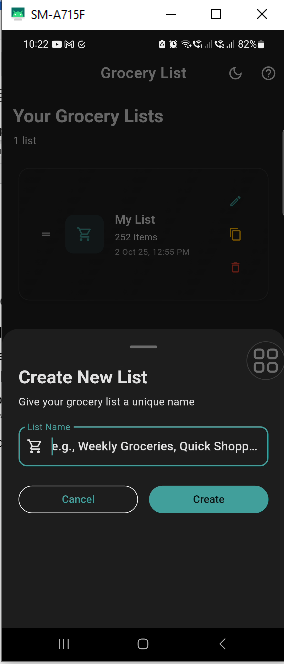 SM-A715F
10:22 82%
Grocery List
Your Grocery Lists
1 list
My List
252 Items
2 Oct 25, 12:55 PM
Create New List
Give your grocery list a unique name
List Name
e.g., Weekly Groceries, Quick Shopp...
Cancel Create